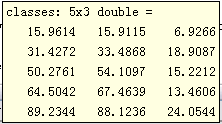 classes: 5x3 double =
15.9614 15.9115 6.9266
31.4272 33.4868 18.9087
50.2761 54.1097 15.2212
64.5042 67.4639 13.4606
89.2344 88.1236 24.0544